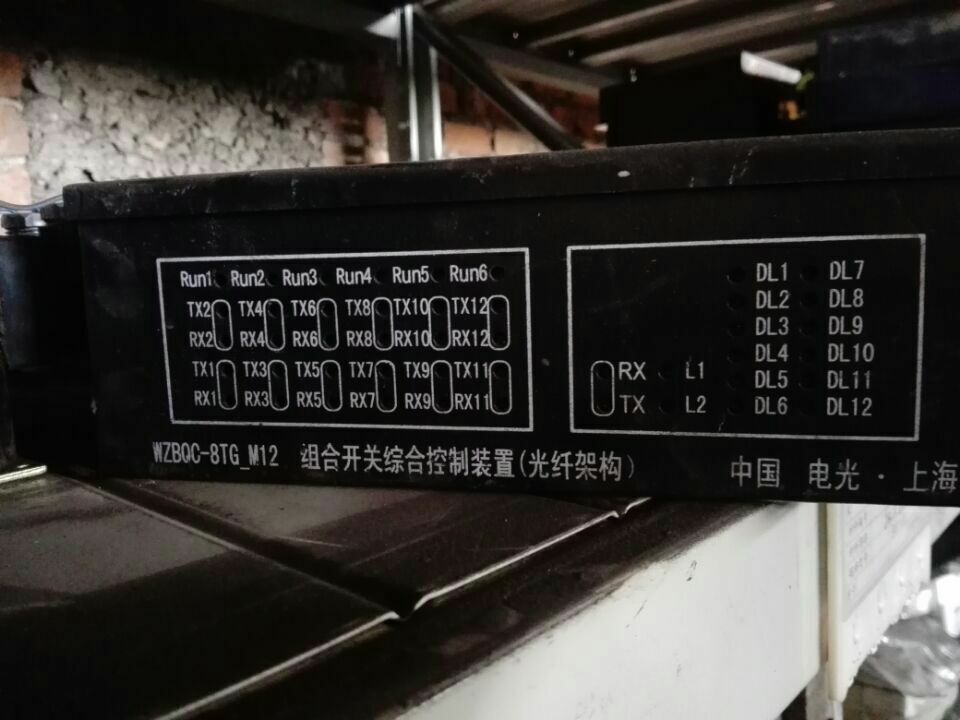 Run1 Run2 Run3 Run4 Run5 Run6
TX2 TX4 TX6 TX8 TX10 TX12
RX2 RX4 RX6 RX8 RX10 RX12
TX1 TX3 TX5 TX7 TX9 TX11
RX1 RX3 RX5 RX7 RX9 RX11
DL1 DL7
DL2 DL8
DL3 DL9
DL4 DL10
RX L1 DL5 DL11
TX L2 DL6 DL12
WZBQC-8TG_M12 组合开关综合控制装置(光纤架构) 中国 电光·上海